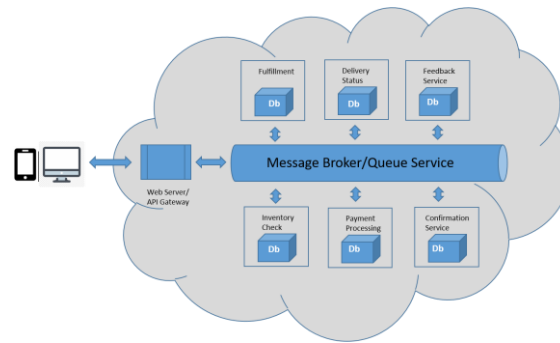 Fulfillment
Db
Delivery
Status
Db
Feedback
Service
Db
Message Broker/Queue Service
Web Server/
API Gateway
Inventory
Check
Db
Payment
Processing
Db
Confirmation
Service
Db